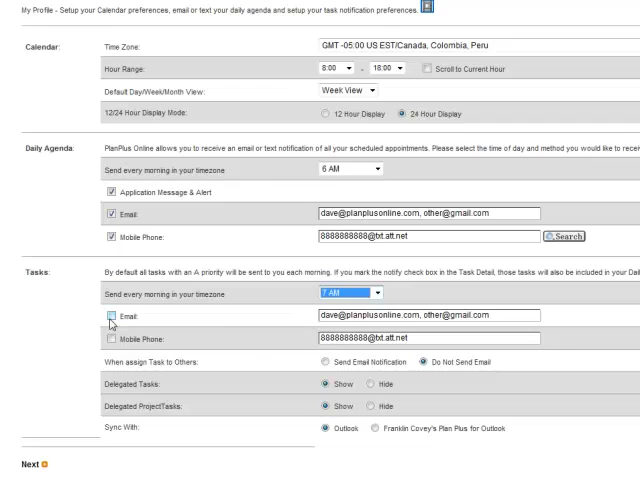 My Profile - Setup your Calendar preferences, email or text your daily agenda and setup your task notification preferences.
Calendar: Time Zone: GMT -05:00 US EST/Canada, Colombia, Peru
Hour Range: 8:00 - 18:00 Scroll to Current Hour
Default Day/Week/Month View: Week View
12/24 Hour Display Mode: 12 Hour Display 24 Hour Display
Daily Agenda: PlanPlus Online allows you to receive an email or text notification of all your scheduled appointments. Please select the time of day and method you would like to recei
Send every morning in your timezone 6 AM
Application Message & Alert
Email: dave@planplusonline.com, other@gmail.com
Mobile Phone: 8888888888@txt.att.net Search
Tasks: By default all tasks with an A priority will be sent to you each morning. If you mark the notify check box in the Task Detail, those tasks will also be included in your Dai
Send every morning in your timezone 7 AM
Email: dave@planplusonline.com, other@gmail.com
Mobile Phone: 8888888888@txt.att.net
When assign Task to Others: Send Email Notification Do Not Send Email
Delegated Tasks: Show Hide
Delegated ProjectTasks: Show Hide
Sync With: Outlook Franklin Covey's Plan Plus for Outlook
Next